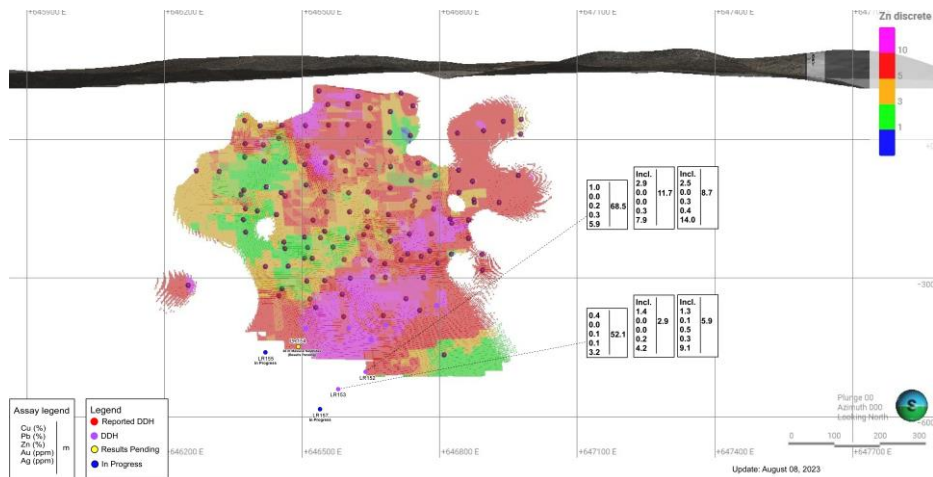 +645900 E
+646200 E
+646500 E
+646800 E
+647100 E
+647400 E
Zn discrete
10
5
3
1
-300
-600
1.0
0.0
0.2
0.3
5.9
68.5
Incl.
2.9
0.0
0.0
0.3
7.9
11.7
Incl.
2.5
0.0
0.3
0.4
14.0
8.7
0.4
0.0
0.1
0.1
3.2
52.1
Incl.
1.4
0.0
0.0
0.2
4.2
2.9
Incl.
1.3
0.1
0.5
0.3
9.1
5.9
LR155
In Progress
(Results Pending)
LR152
LR153
LR157
In Progress
Assay legend
Cu (%)
Pb (%)
Zn (%)
Au (ppm)
Ag (ppm)
m
Legend
Reported DDH
DDH
Results Pending
In Progress
Plunge 00
Azimuth 000
Looking North
S
0 100 200 300
+646200 E
+646500 E
+646800 E
+647100 E
+647400 E
+647700 E
Update: August 08, 2023